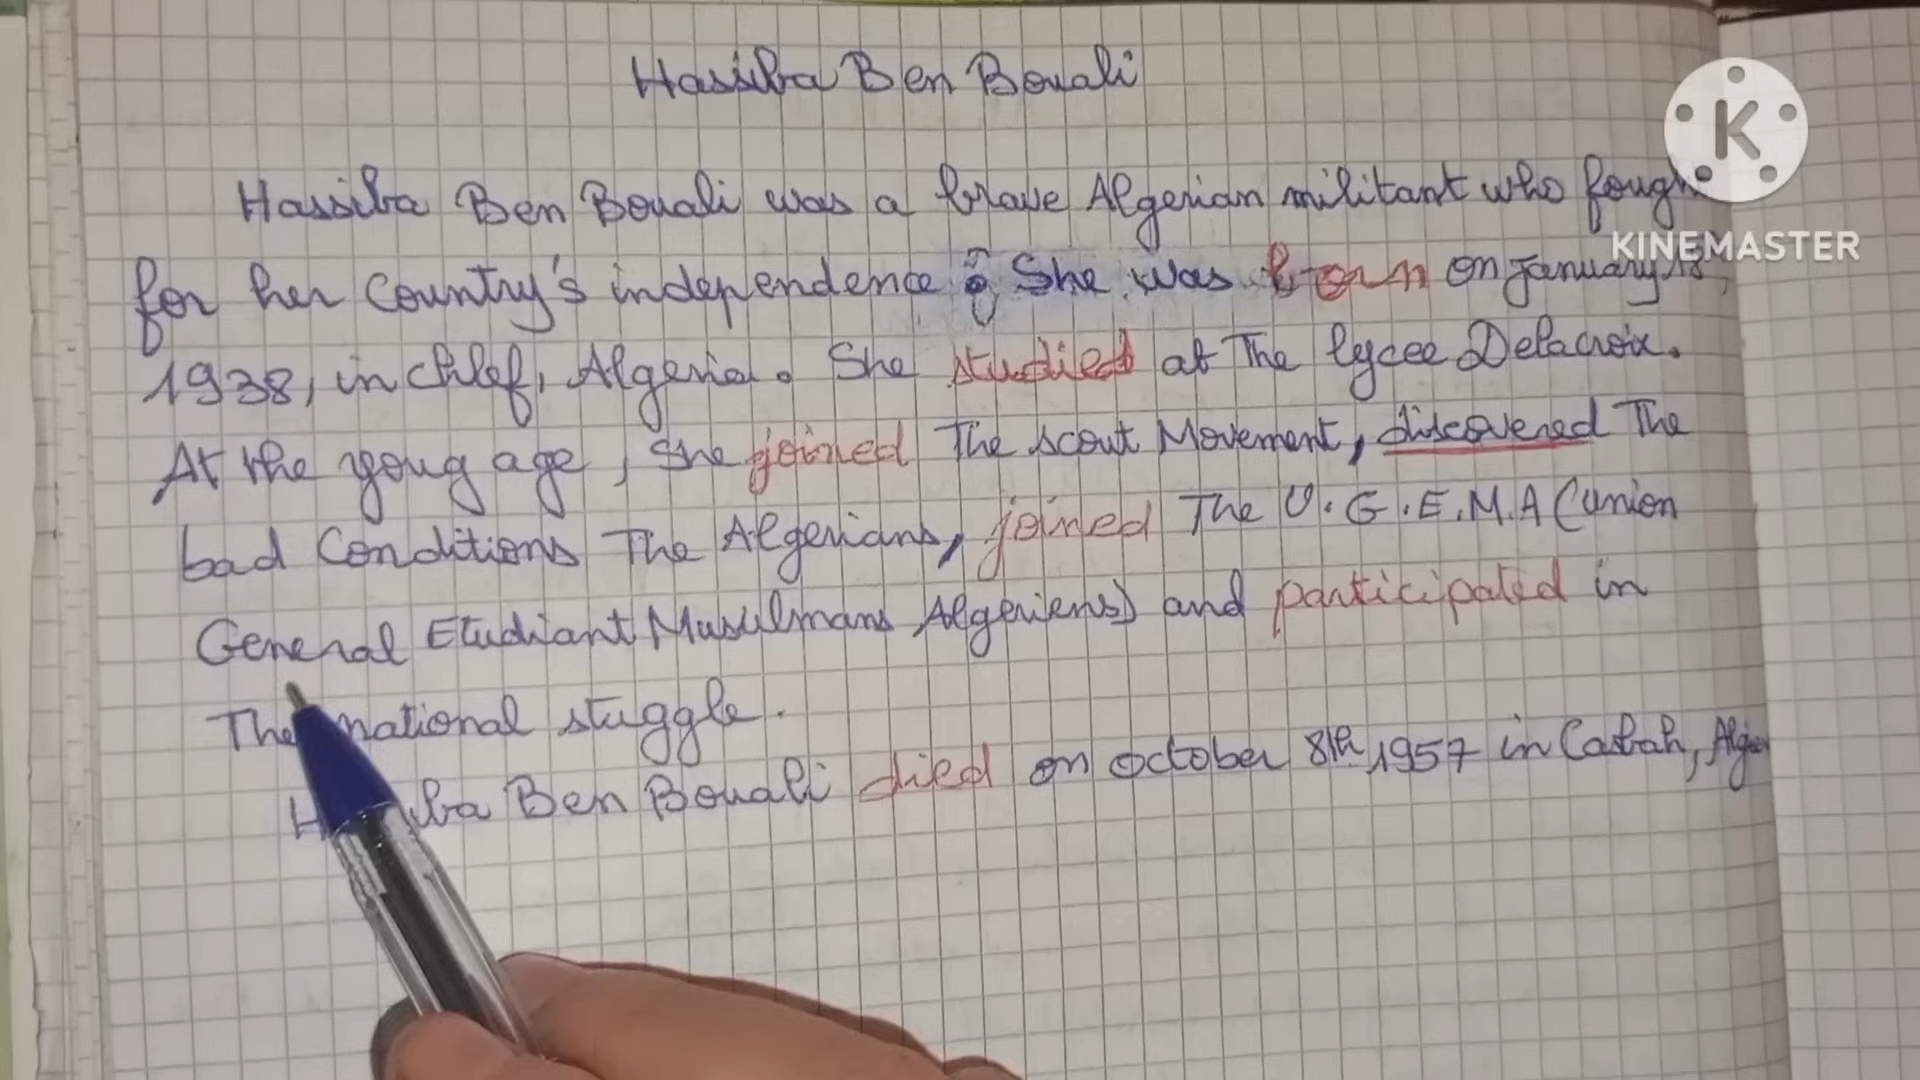 Hassiba Ben Bouali
Hassiba Ben Bouali was a brave Algerian militant who fough
for her Country's independence. She was born on January 18,
1938, in chlef, Algeria. She studied at The lycee Delacroix.
At the youg age, she joined The scout Movement, discovered The
bad Conditions The Algerians, joined The U.G.E.M.A (union
General Etudiant Musulmans Algeriens) and participated in
The national stuggle.
Ben Bouali died on october 8th, 1957 in Casbah,
K
KINEMASTER